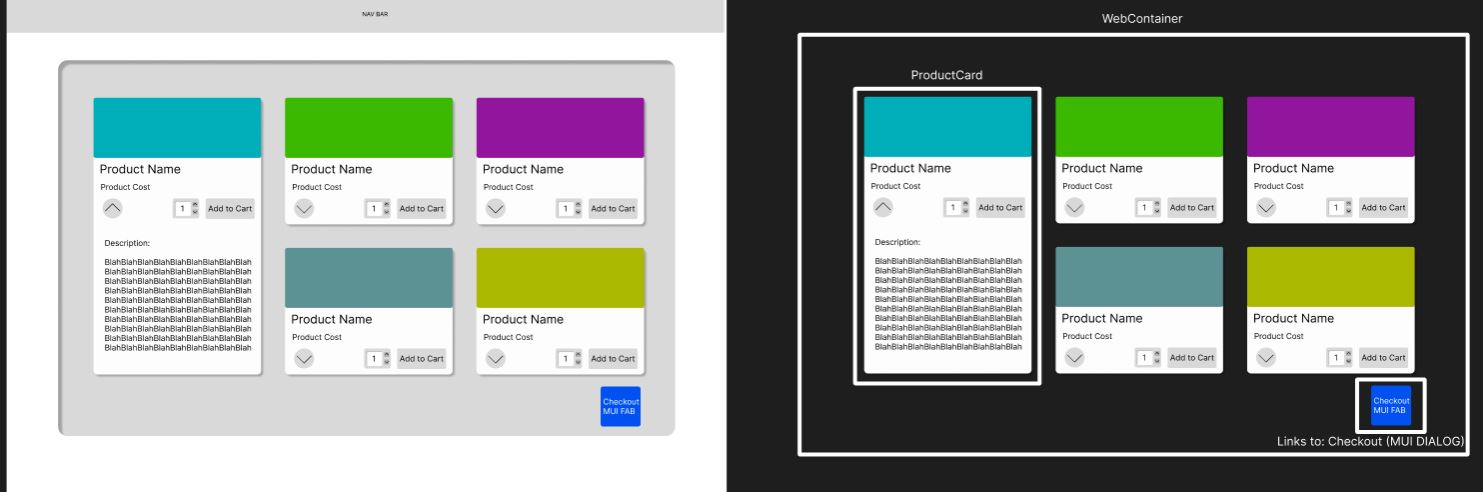 NAV BAR
Product Name
Product Cost
1
Add to Cart
Description:
BlahBlahBlahBlahBlahBlahBlahBlahBlah
BlahBlahBlahBlahBlahBlahBlahBlahBlah
BlahBlahBlahBlahBlahBlahBlahBlahBlah
BlahBlahBlahBlahBlahBlahBlahBlahBlah
BlahBlahBlahBlahBlahBlahBlahBlahBlah
BlahBlahBlahBlahBlahBlahBlahBlahBlah
BlahBlahBlahBlahBlahBlahBlahBlahBlah
BlahBlahBlahBlahBlahBlahBlahBlahBlah
BlahBlahBlahBlahBlahBlahBlahBlahBlah
BlahBlahBlahBlahBlahBlahBlahBlahBlah
Product Name
Product Cost
1
Add to Cart
Product Name
Product Cost
1
Add to Cart
Product Name
Product Cost
1
Add to Cart
Product Name
Product Cost
1
Add to Cart
Checkout
MUI FAB
WebContainer
ProductCard
Product Name
Product Cost
1
Add to Cart
Description:
BlahBlahBlahBlahBlahBlahBlahBlahBlah
BlahBlahBlahBlahBlahBlahBlahBlahBlah
BlahBlahBlahBlahBlahBlahBlahBlahBlah
BlahBlahBlahBlahBlahBlahBlahBlahBlah
BlahBlahBlahBlahBlahBlahBlahBlahBlah
BlahBlahBlahBlahBlahBlahBlahBlahBlah
BlahBlahBlahBlahBlahBlahBlahBlahBlah
BlahBlahBlahBlahBlahBlahBlahBlahBlah
BlahBlahBlahBlahBlahBlahBlahBlahBlah
BlahBlahBlahBlahBlahBlahBlahBlahBlah
Product Name
Product Cost
1
Add to Cart
Product Name
Product Cost
1
Add to Cart
Product Name
Product Cost
1
Add to Cart
Product Name
Product Cost
1
Add to Cart
Checkout
MUI FAB
Links to: Checkout (MUI DIALOG)